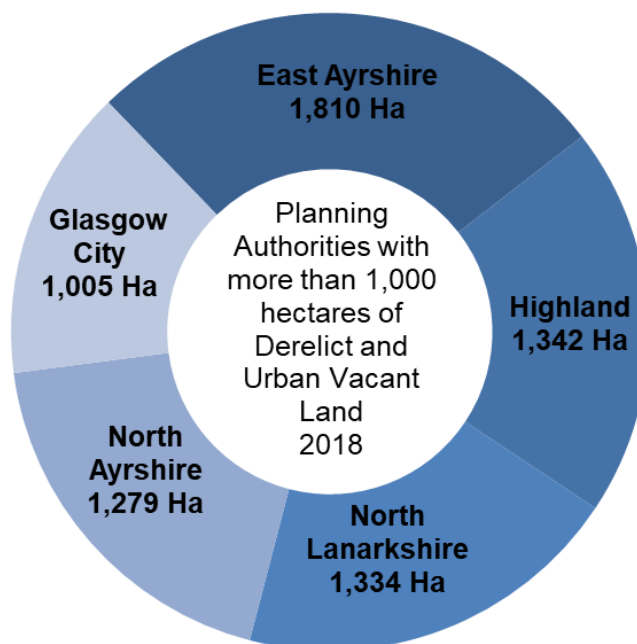 East Ayrshire
1,810 Ha
Glasgow
City
1,005 Ha
Planning
Authorities with
more than 1,000
hectares of
Derelict and
Urban Vacant
Land
2018
Highland
1,342 Ha
North
Ayrshire
1,279 Ha
North
Lanarkshire
1,334 Ha